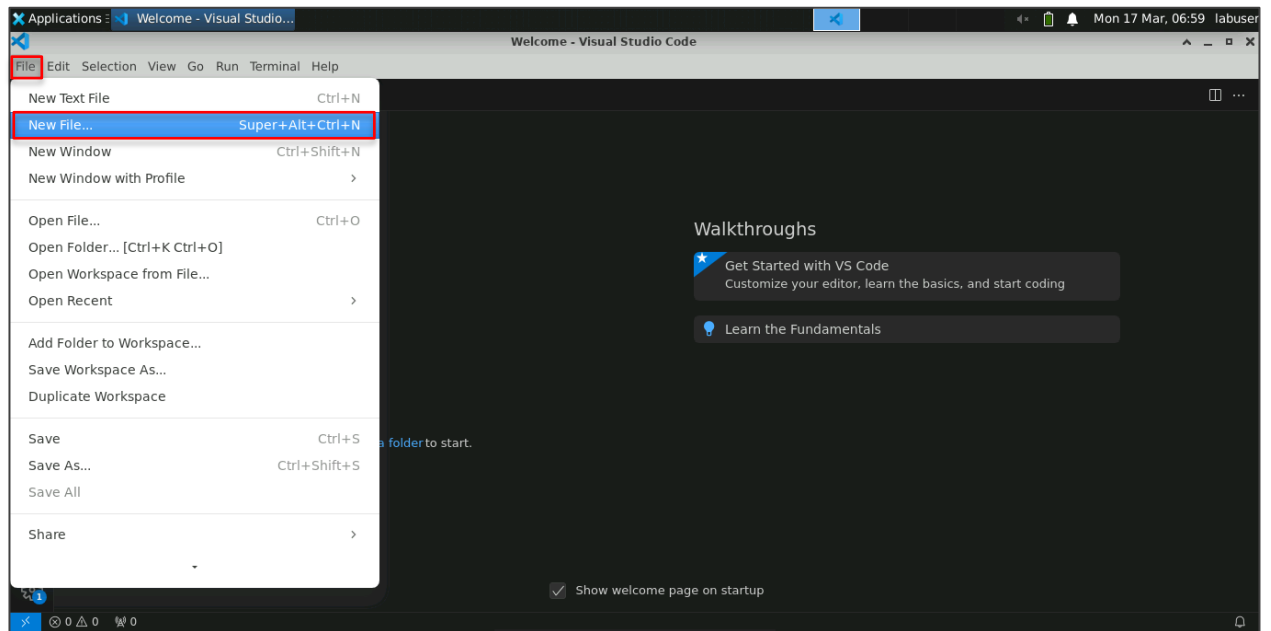 Applications Welcome - Visual Studio... Mon 17 Mar, 06:59 labuser
Welcome - Visual Studio Code
File Edit Selection View Go Run Terminal Help
New Text File Ctrl+N
New File... Super+Alt+Ctrl+N
New Window Ctrl+Shift+N
New Window with Profile
Open File... Ctrl+O
Open Folder... [Ctrl+K Ctrl+O]
Open Workspace from File...
Open Recent
Add Folder to Workspace...
Save Workspace As...
Duplicate Workspace
Save Ctrl+S
Save As... Ctrl+Shift+S
Save All
Share
Walkthroughs
Get Started with VS Code
Customize your editor, learn the basics, and start coding
Learn the Fundamentals
a folder to start.
Show welcome page on startup
1
0 0 0